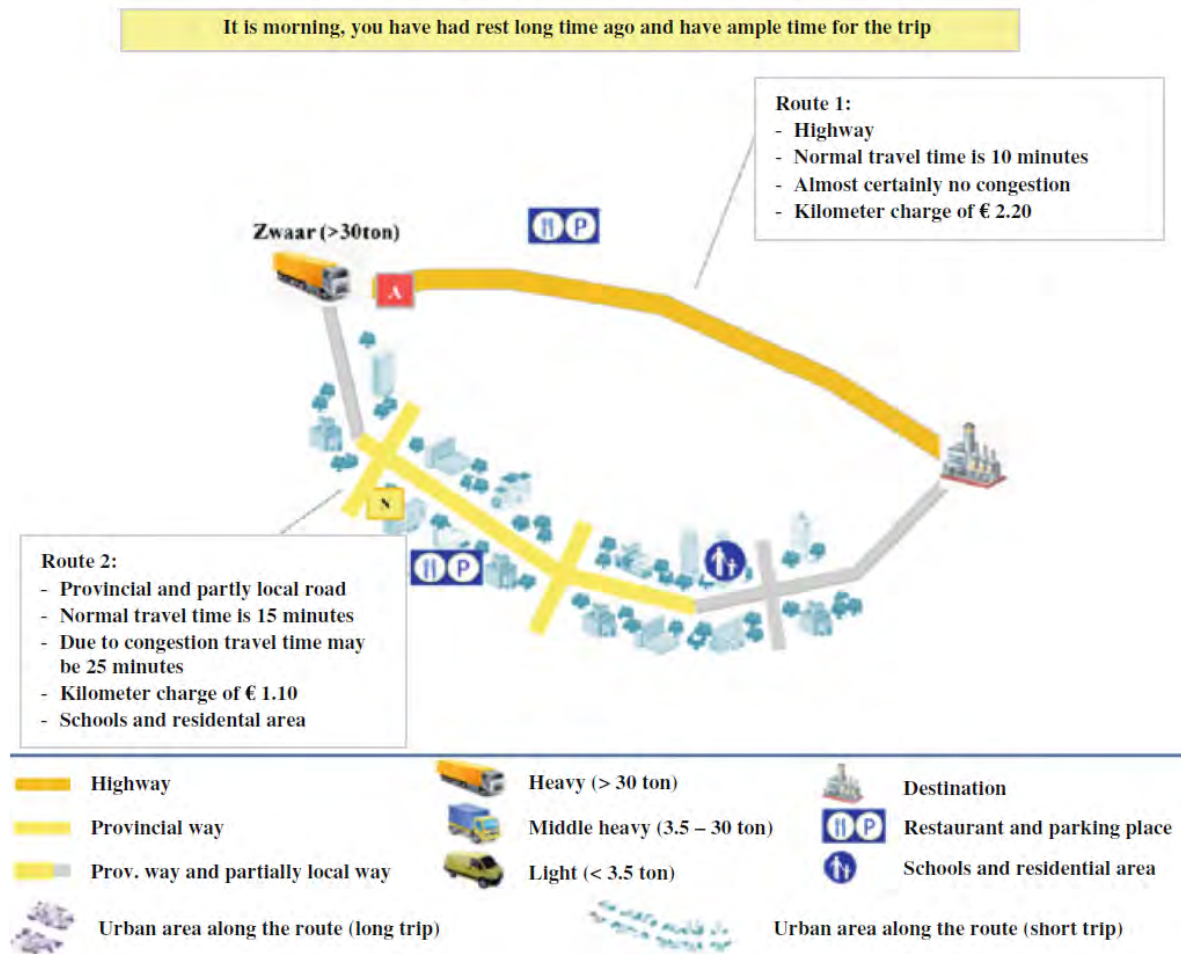 It is morning, you have had rest long time ago and have ample time for the trip
Route 1:
- Highway
- Normal travel time is 10 minutes
- Almost certainly no congestion
- Kilometer charge of € 2.20
Zwaar (>30ton)
P
A
N
P
Route 2:
- Provincial and partly local road
- Normal travel time is 15 minutes
- Due to congestion travel time may
be 25 minutes
- Kilometer charge of € 1.10
- Schools and residental area
Highway
Heavy (> 30 ton)
Destination
Provincial way
Middle heavy (3.5 – 30 ton)
P
Restaurant and parking place
Prov. way and partially local way
Light (< 3.5 ton)
Schools and residential area
Urban area along the route (long trip)
Urban area along the route (short trip)